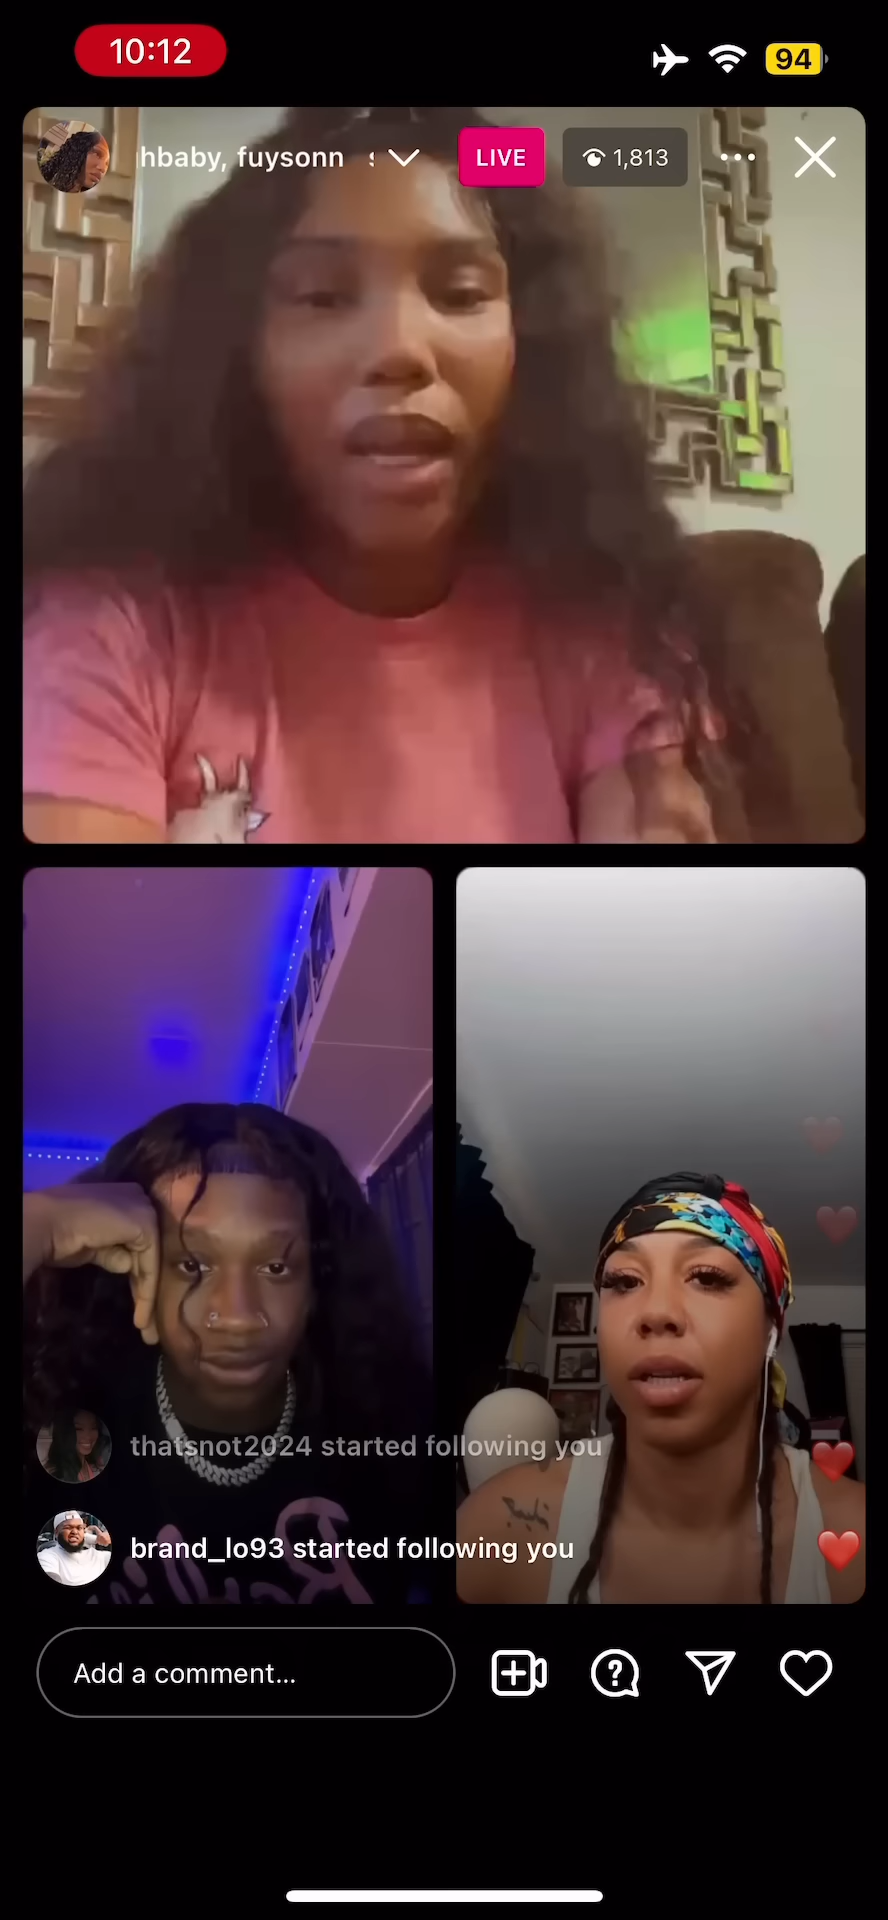 10:12
94
hbaby, fuysonn
LIVE
1,813
thatsnot2024 started following you
brand_lo93 started following you
Add a comment...